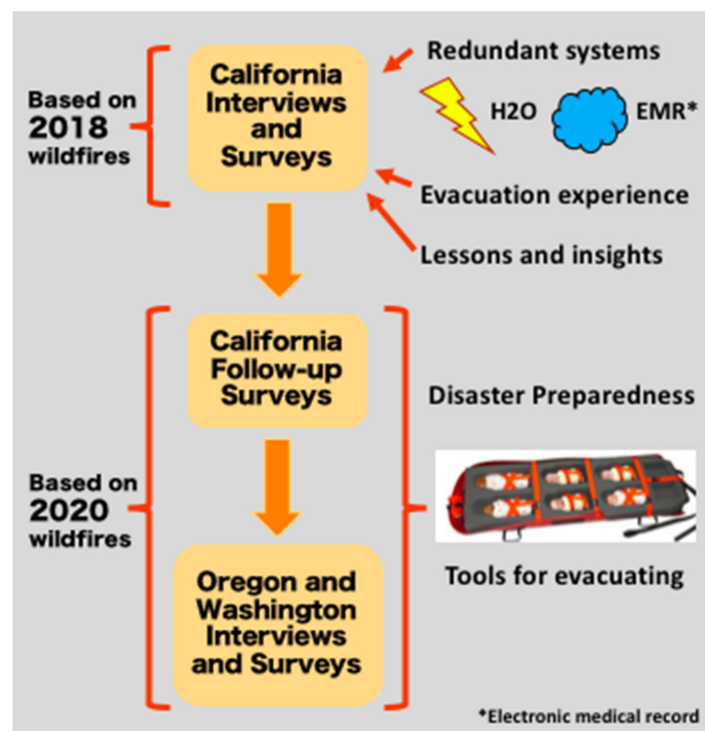 Based on
2018
wildfires
California
Interviews
and
Surveys
Redundant systems
H2O
EMR*
Evacuation experience
Lessons and insights
Based on
2020
wildfires
California
Follow-up
Surveys
Oregon and
Washington
Interviews
and Surveys
Disaster Preparedness
Tools for evacuating
*Electronic medical record